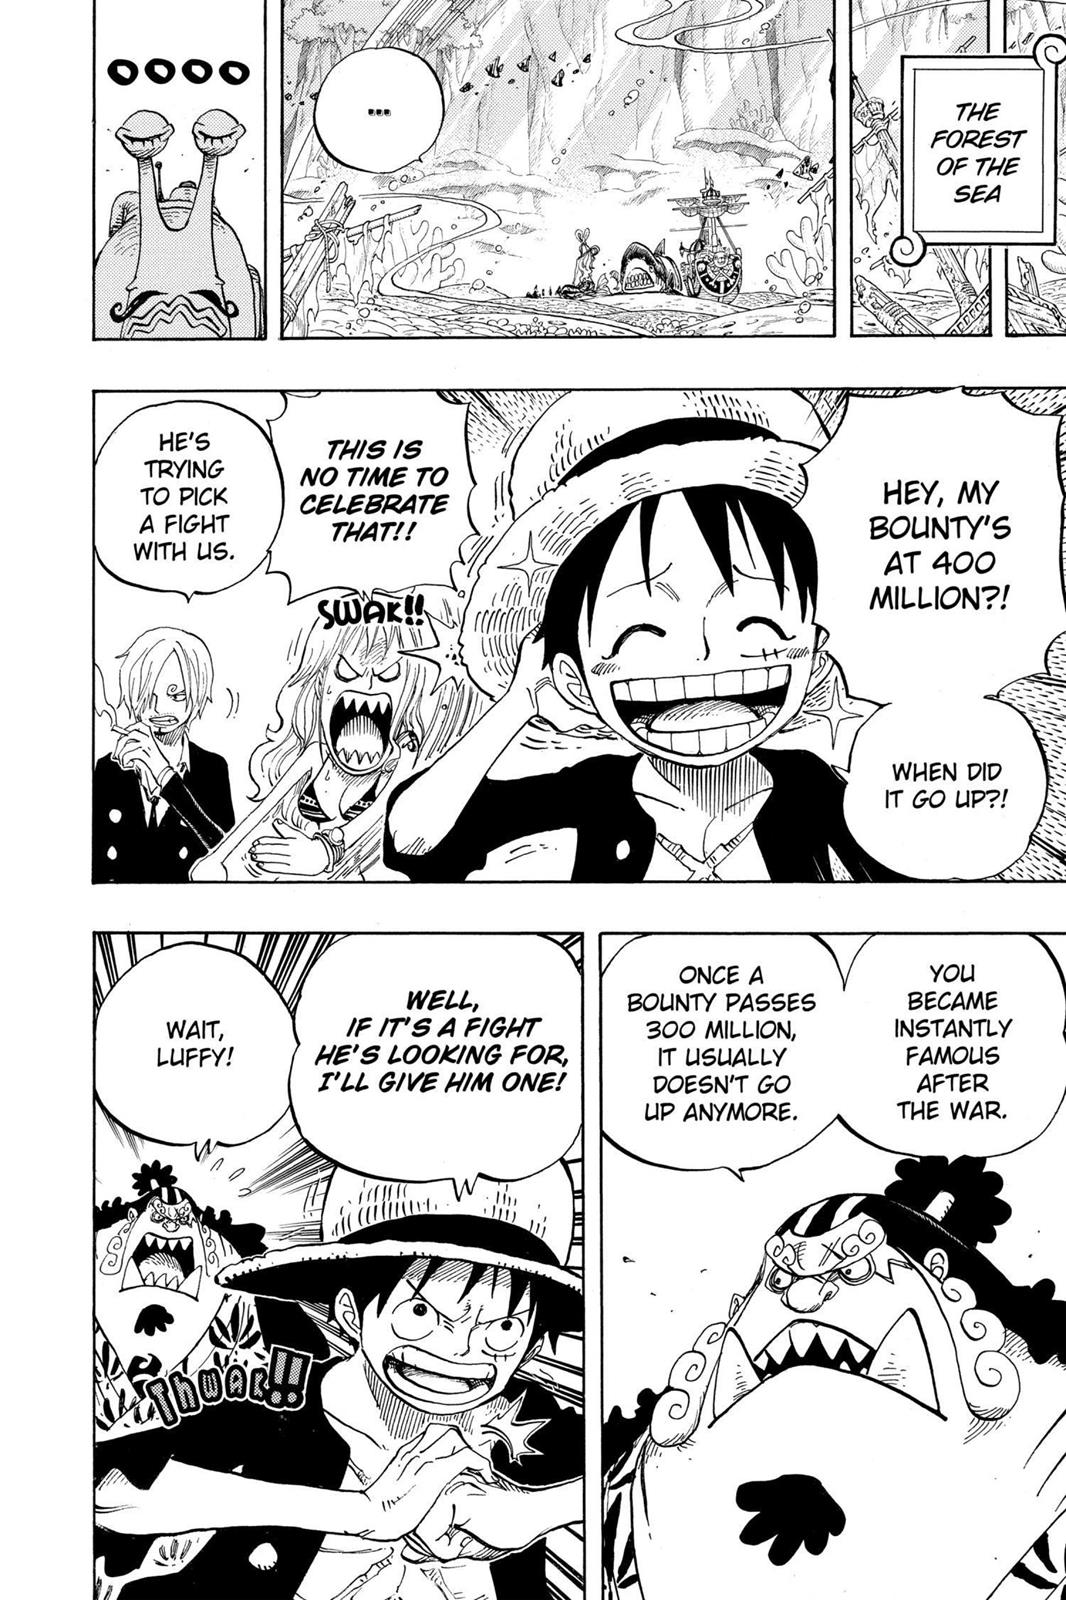 THE
FOREST
OF THE
SEA
...
HEY, MY
BOUNTY'S
AT 400
MILLION?!
WHEN DID
IT GO UP?!
THIS IS
NO TIME TO
CELEBRATE
THAT!!
SWAK!!
HE'S
TRYING
TO PICK
A FIGHT
WITH US.
YOU
BECAME
INSTANTLY
FAMOUS
AFTER
THE WAR.
ONCE A
BOUNTY PASSES
300 MILLION,
IT USUALLY
DOESN'T GO
UP ANYMORE.
WELL,
IF IT'S A FIGHT
HE'S LOOKING FOR,
I'LL GIVE HIM ONE!
WAIT,
LUFFY!
THWAK!!